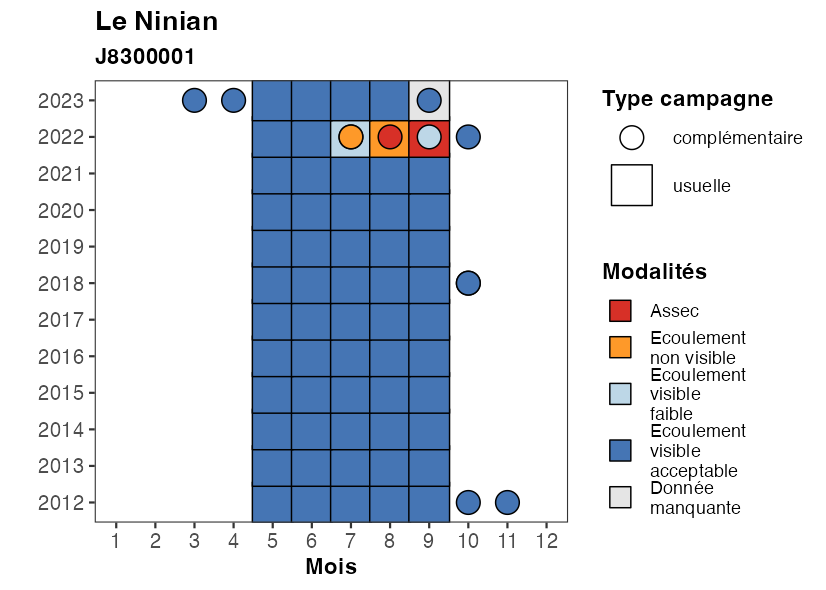 Le Ninian
J8300001
2023
2022
2021
2020
2019
2018
2017
2016
2015
2014
2013
2012
1 2 3 4 5 6 7 8 9 10 11 12
Mois
Type campagne
complémentaire
usuelle
Modalités
Assec
Ecoulement
non visible
Ecoulement
visible
faible
Ecoulement
visible
acceptable
Donnée
manquante